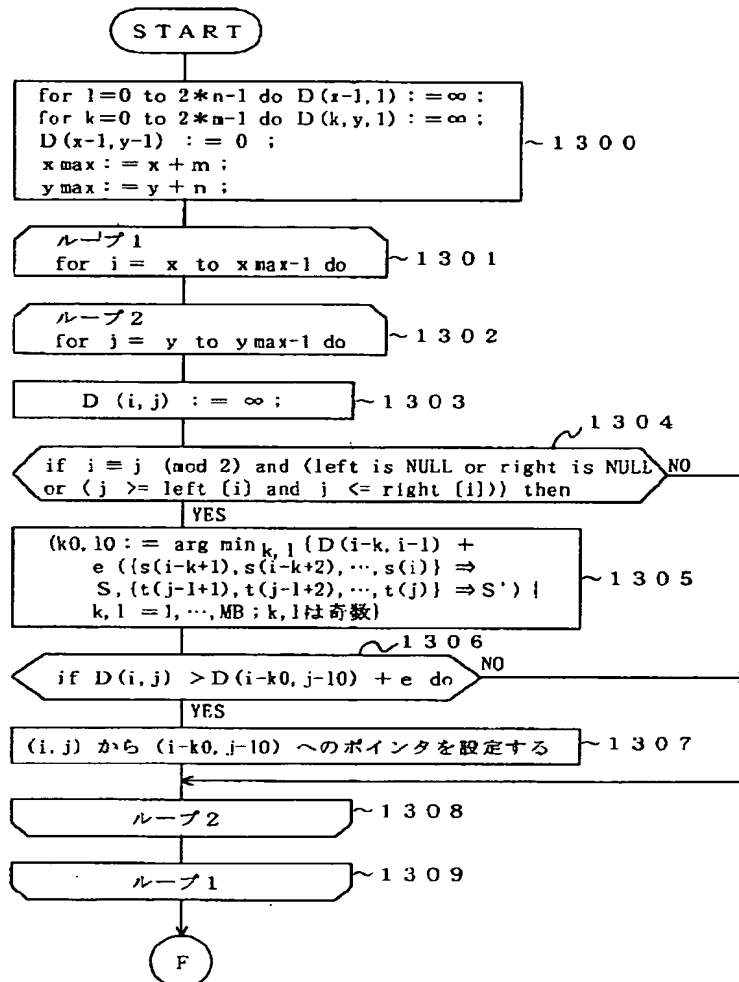 START
for l=0 to 2*n-1 do D(x-1,l) :=∞ ;
for k=0 to 2*m-1 do D(k,y,1) :=∞ ;
D(x-1,y-1) := 0 ;
xmax := x + m ;
ymax := y + n ;
~1300
ループ1
for i = x to xmax-1 do
~1301
ループ2
for j = y to ymax-1 do
~1302
D (i,j) := ∞ ;
~1303
1304
if i ≡ j (mod 2) and (left is NULL or right is NULL
or (j >= left [i] and j <= right [i])) then
NO
YES
(k0,l0 := arg min k, l {D(i-k,i-l) +
e ({s(i-k+1),s(i-k+2),…,s(i)} ⇒
S,{t(j-l+1),t(j-l+2),…,t(j)} ⇒S') {
k,l =1,…,MB ; k,lは奇数}
~1305
1306
if D(i,j) >D(i-k0,j-l0) + e do
NO
YES
(i,j) から (i-k0,j-l0) へのポインタを設定する
~1307
ループ2
~1308
ループ1
~1309
F